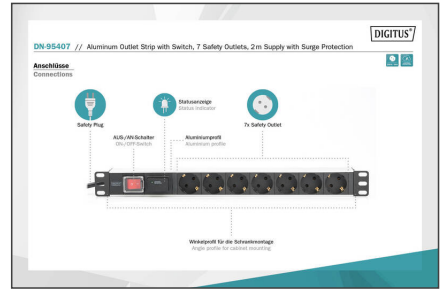 DIGITUS®
DN-95407 // Aluminum Outlet Strip with Switch, 7 Safety Outlets, 2 m Supply with Surge Protection
Anschlüsse
Connections
Statusanzeige
Status indicator
Safety Plug
7x Safety Outlet
AUS-/AN-Schalter
ON-/OFF-Switch
Aluminiumprofil
Aluminium profile
Winkelprofil für die Schrankmontage
Angle profile for cabinet mounting